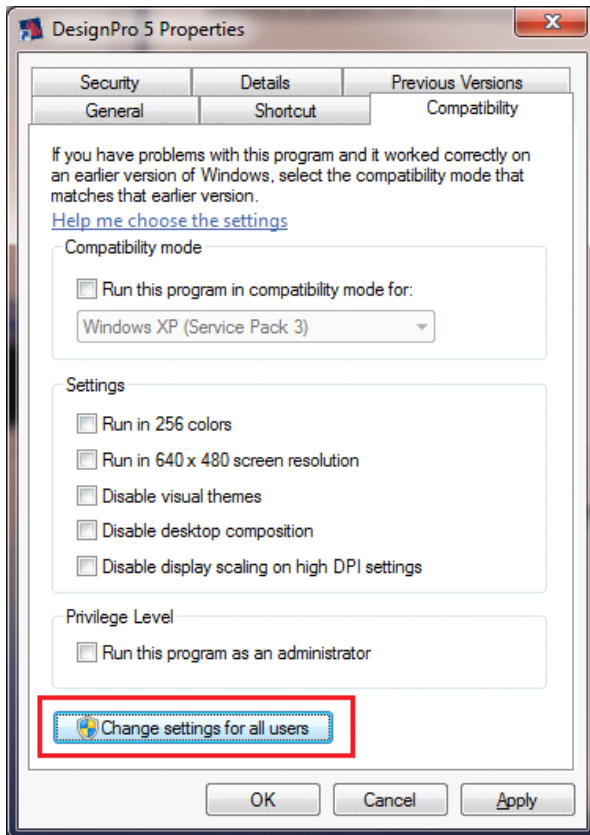 DesignPro 5 Properties
Security
Details
Previous Versions
General
Shortcut
Compatibility
If you have problems with this program and it worked correctly on
an earlier version of Windows, select the compatibility mode that
matches that earlier version.
Help me choose the settings
Compatibility mode
Run this program in compatibility mode for:
Windows XP (Service Pack 3)
Settings
Run in 256 colors
Run in 640 x 480 screen resolution
Disable visual themes
Disable desktop composition
Disable display scaling on high DPI settings
Privilege Level
Run this program as an administrator
Change settings for all users
OK
Cancel
Apply